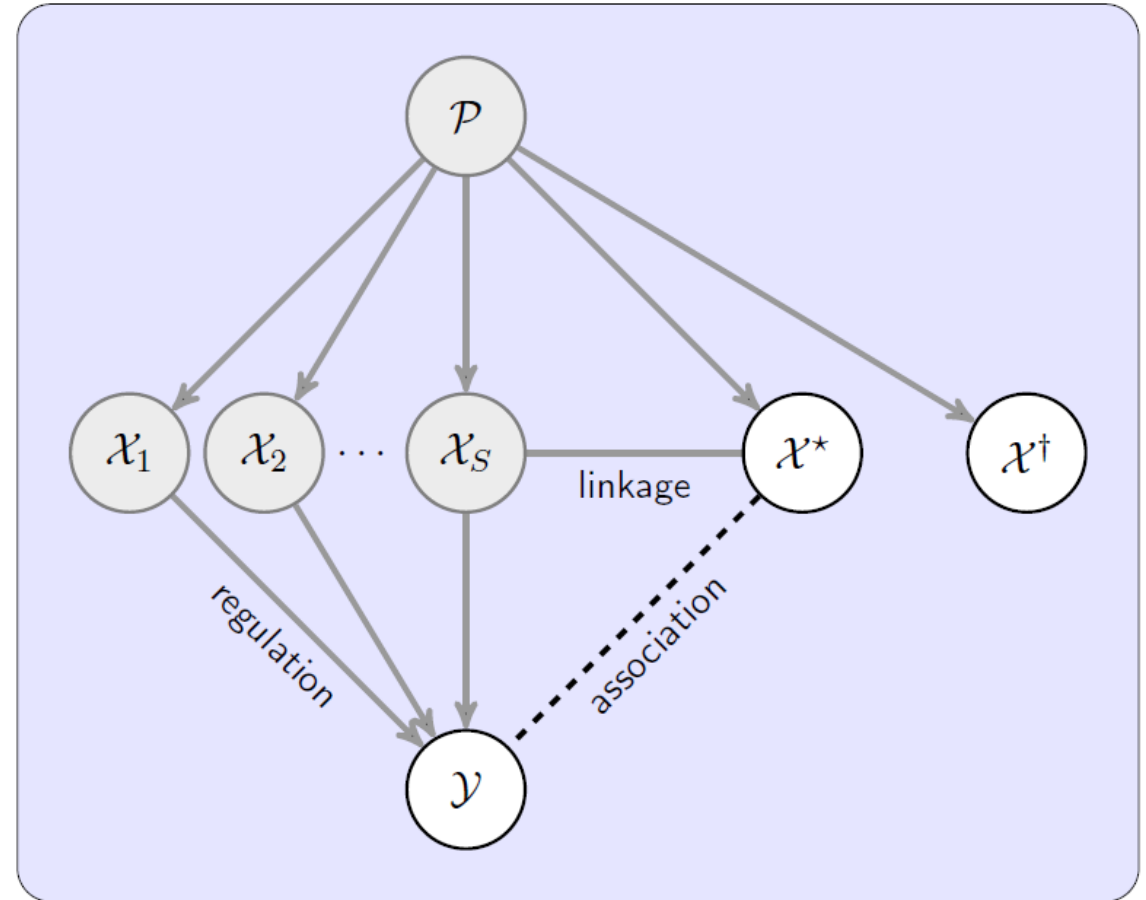 𝒫
𝒳₁ 𝒳₂ ··· 𝒳_S 𝒳⋆ 𝒳†
linkage
regulation
association
𝒴